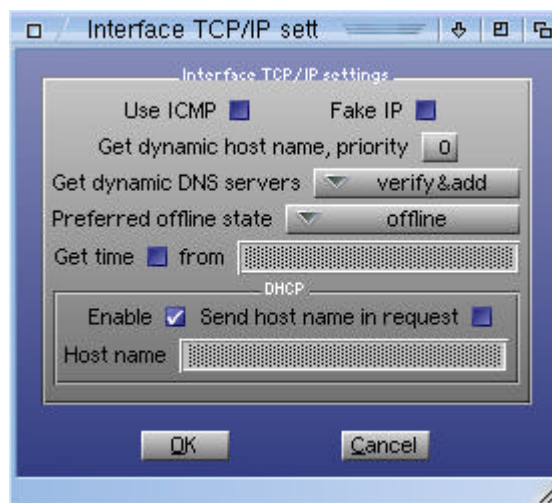 Interface TCP/IP sett
Interface TCP/IP settings
Use ICMP Fake IP
Get dynamic host name, priority 0
Get dynamic DNS servers verify&add
Preferred offline state offline
Get time from
DHCP
Enable Send host name in request
Host name
OK Cancel